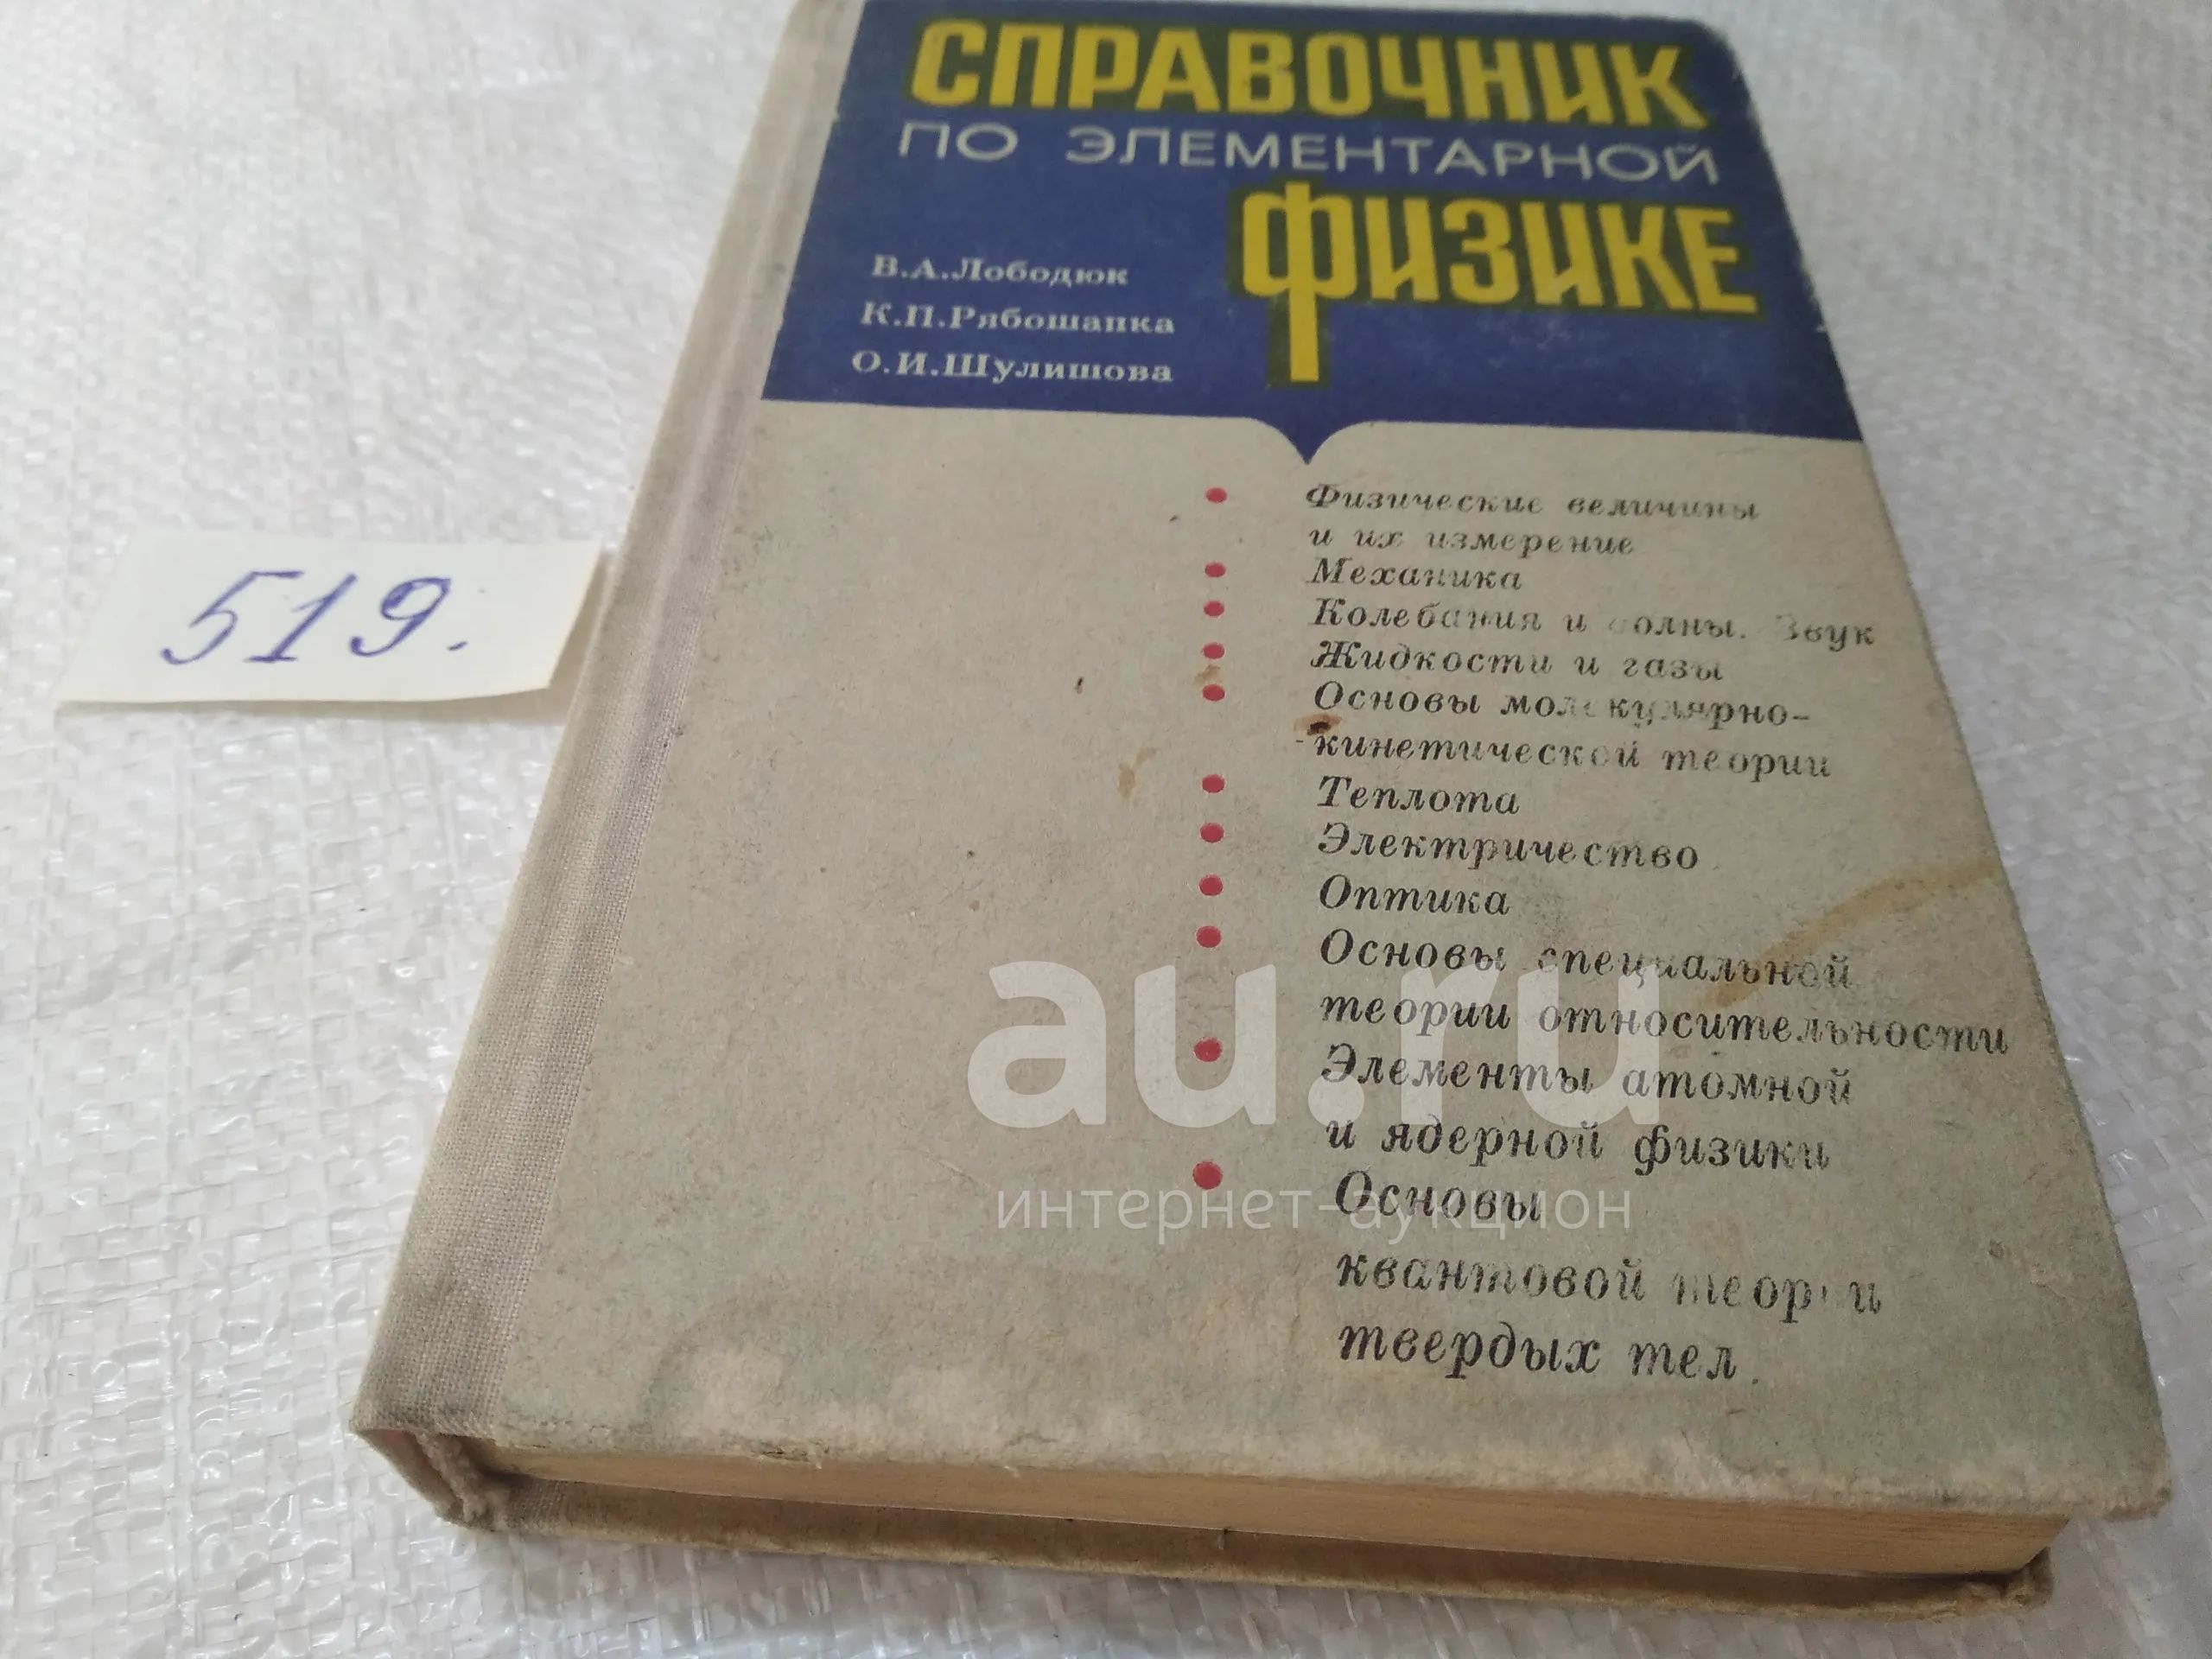 СПРАВОЧНИК
ПО ЭЛЕМЕНТАРНОЙ
ФИЗИКЕ
В.А.Лободюк
К.П.Рябошапка
О.И.Шулишова
519.
Физические величины
и их измерение
Механика
Колебания и волны. Звук
Жидкости и газы
Основы молекулярно-
-кинетической теории
Теплота
Электричество
Оптика
Основы специальной
теории относительности
Элементы атомной
и ядерной физики
Основы
квантовой теории
твердых тел.
au.ru
интернет-аукцион